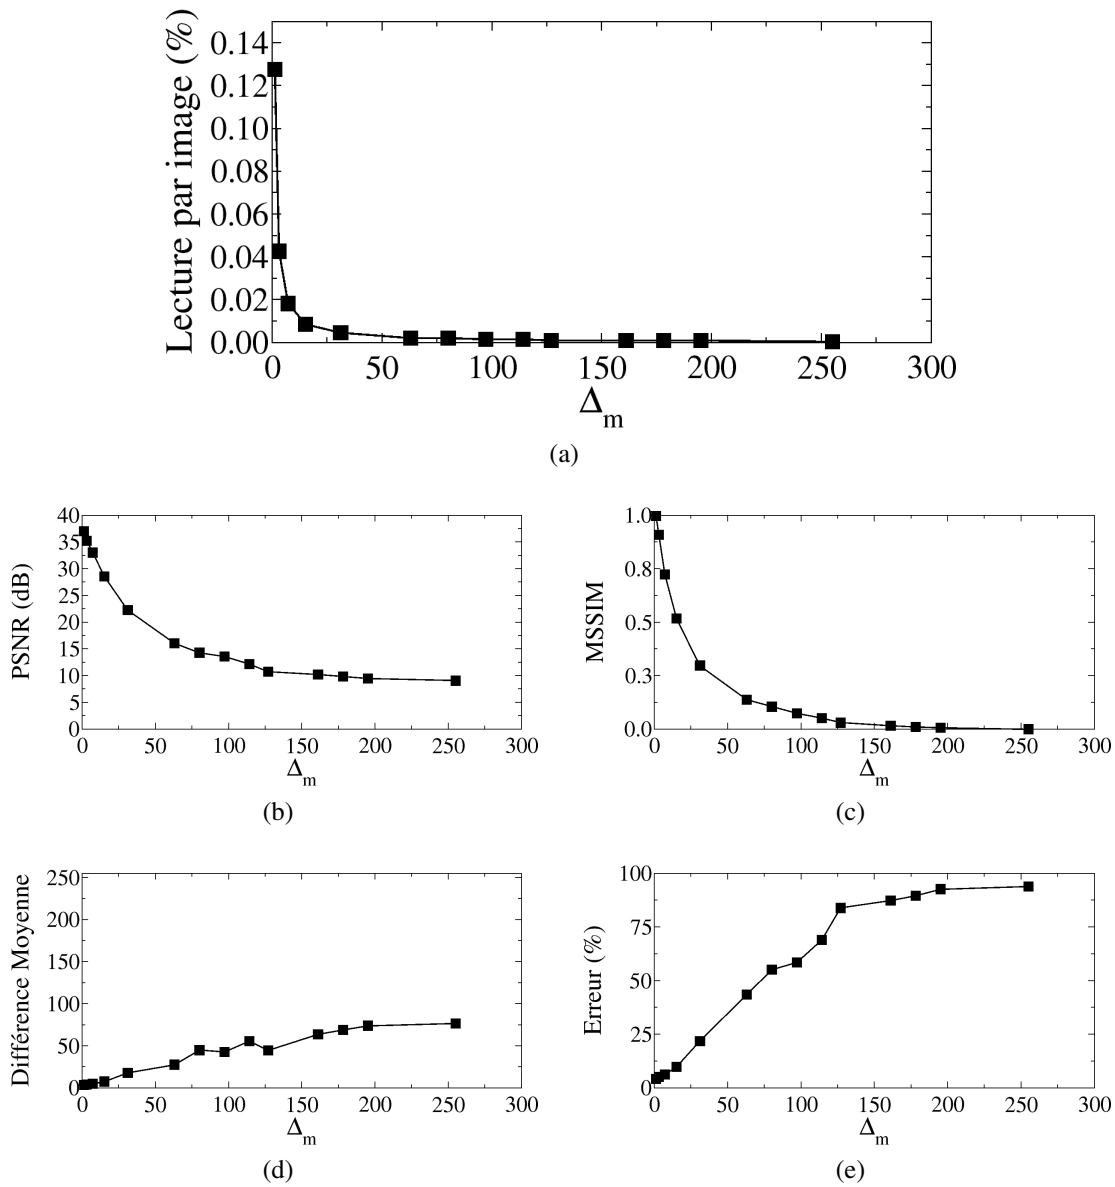 Lecture par image (%)
0.14
0.12
0.10
0.08
0.06
0.04
0.02
0.00
0 50 100 150 200 250 300
Δm
(a)
PSNR (dB)
40
35
30
25
20
15
10
5
0
0 50 100 150 200 250 300
Δm
(b)
MSSIM
1.0
0.8
0.5
0.3
0.0
0 50 100 150 200 250 300
Δm
(c)
Différence Moyenne
250
200
150
100
50
0
0 50 100 150 200 250 300
Δm
(d)
Erreur (%)
100
75
50
25
0
0 50 100 150 200 250 300
Δm
(e)